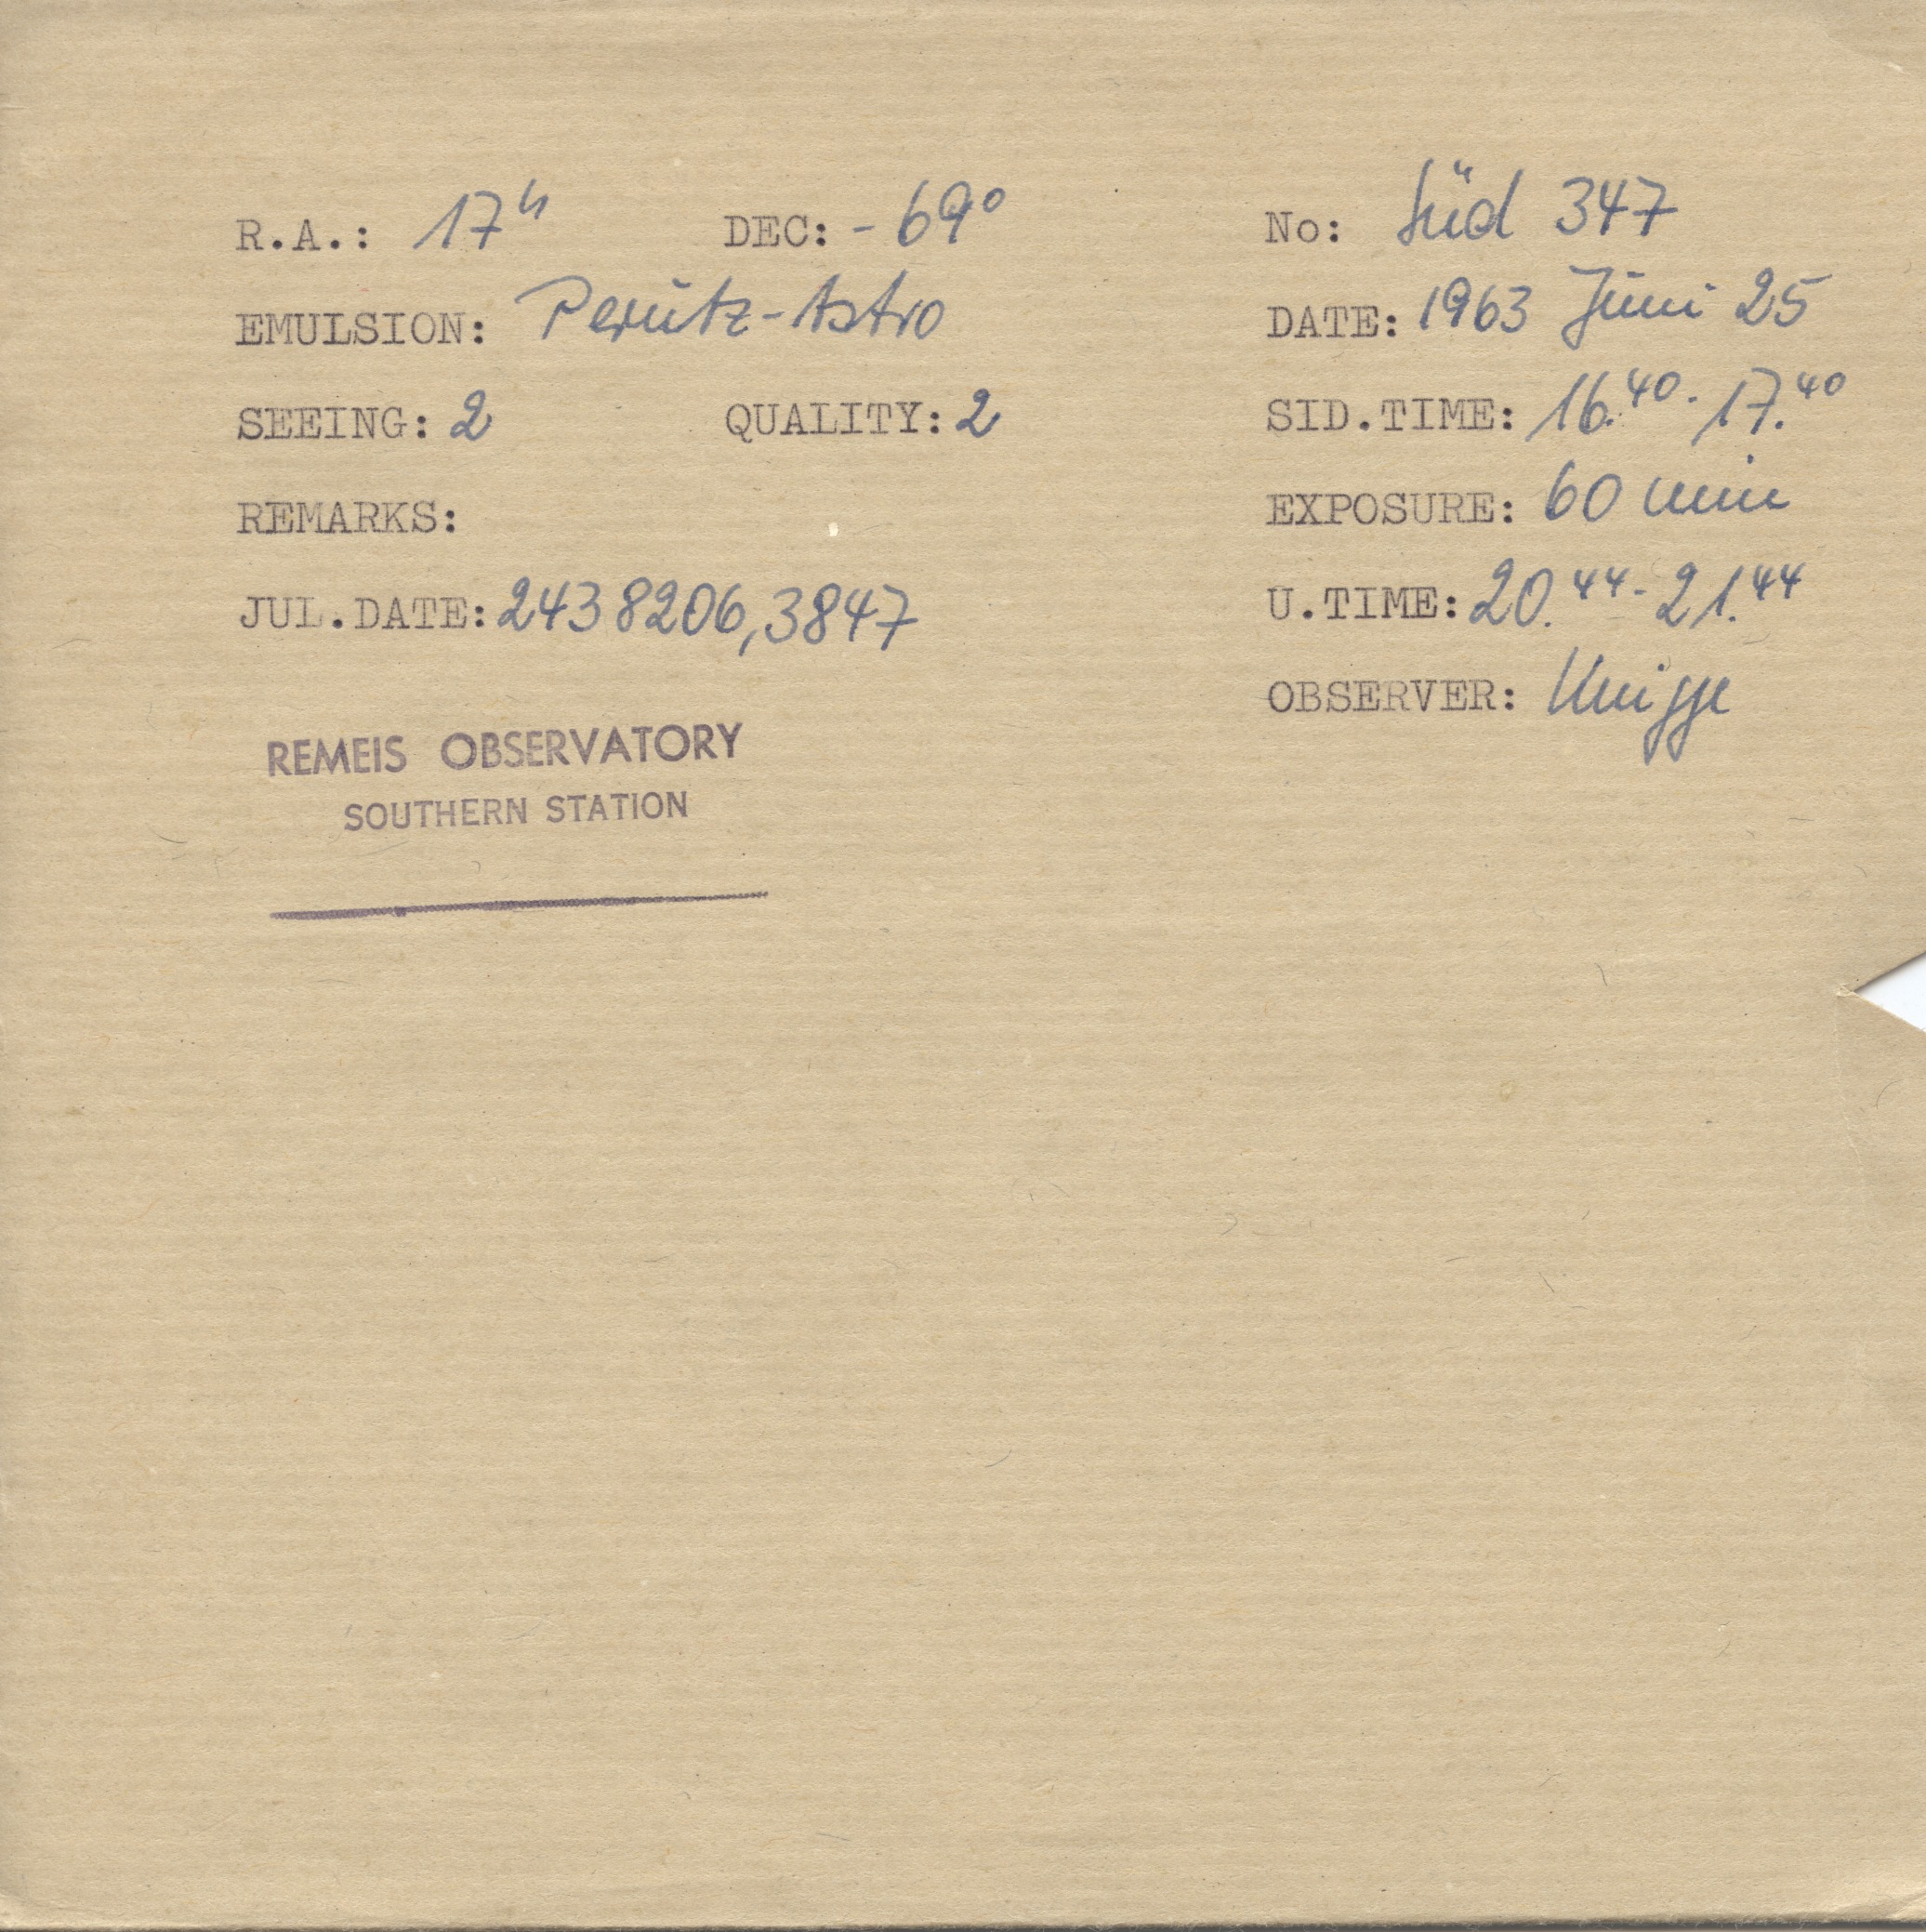 R.A.: 17h DEC: -69° No: Süd 347
EMULSION: Perutz-Astro DATE: 1963 Juni 25
SEEING: 2 QUALITY: 2 SID.TIME: 16.40 - 17.40
REMARKS: EXPOSURE: 60 min
JUL.DATE: 2438206,3847 U.TIME: 20.44 - 21.44
OBSERVER: Knigge
REMEIS OBSERVATORY
SOUTHERN STATION